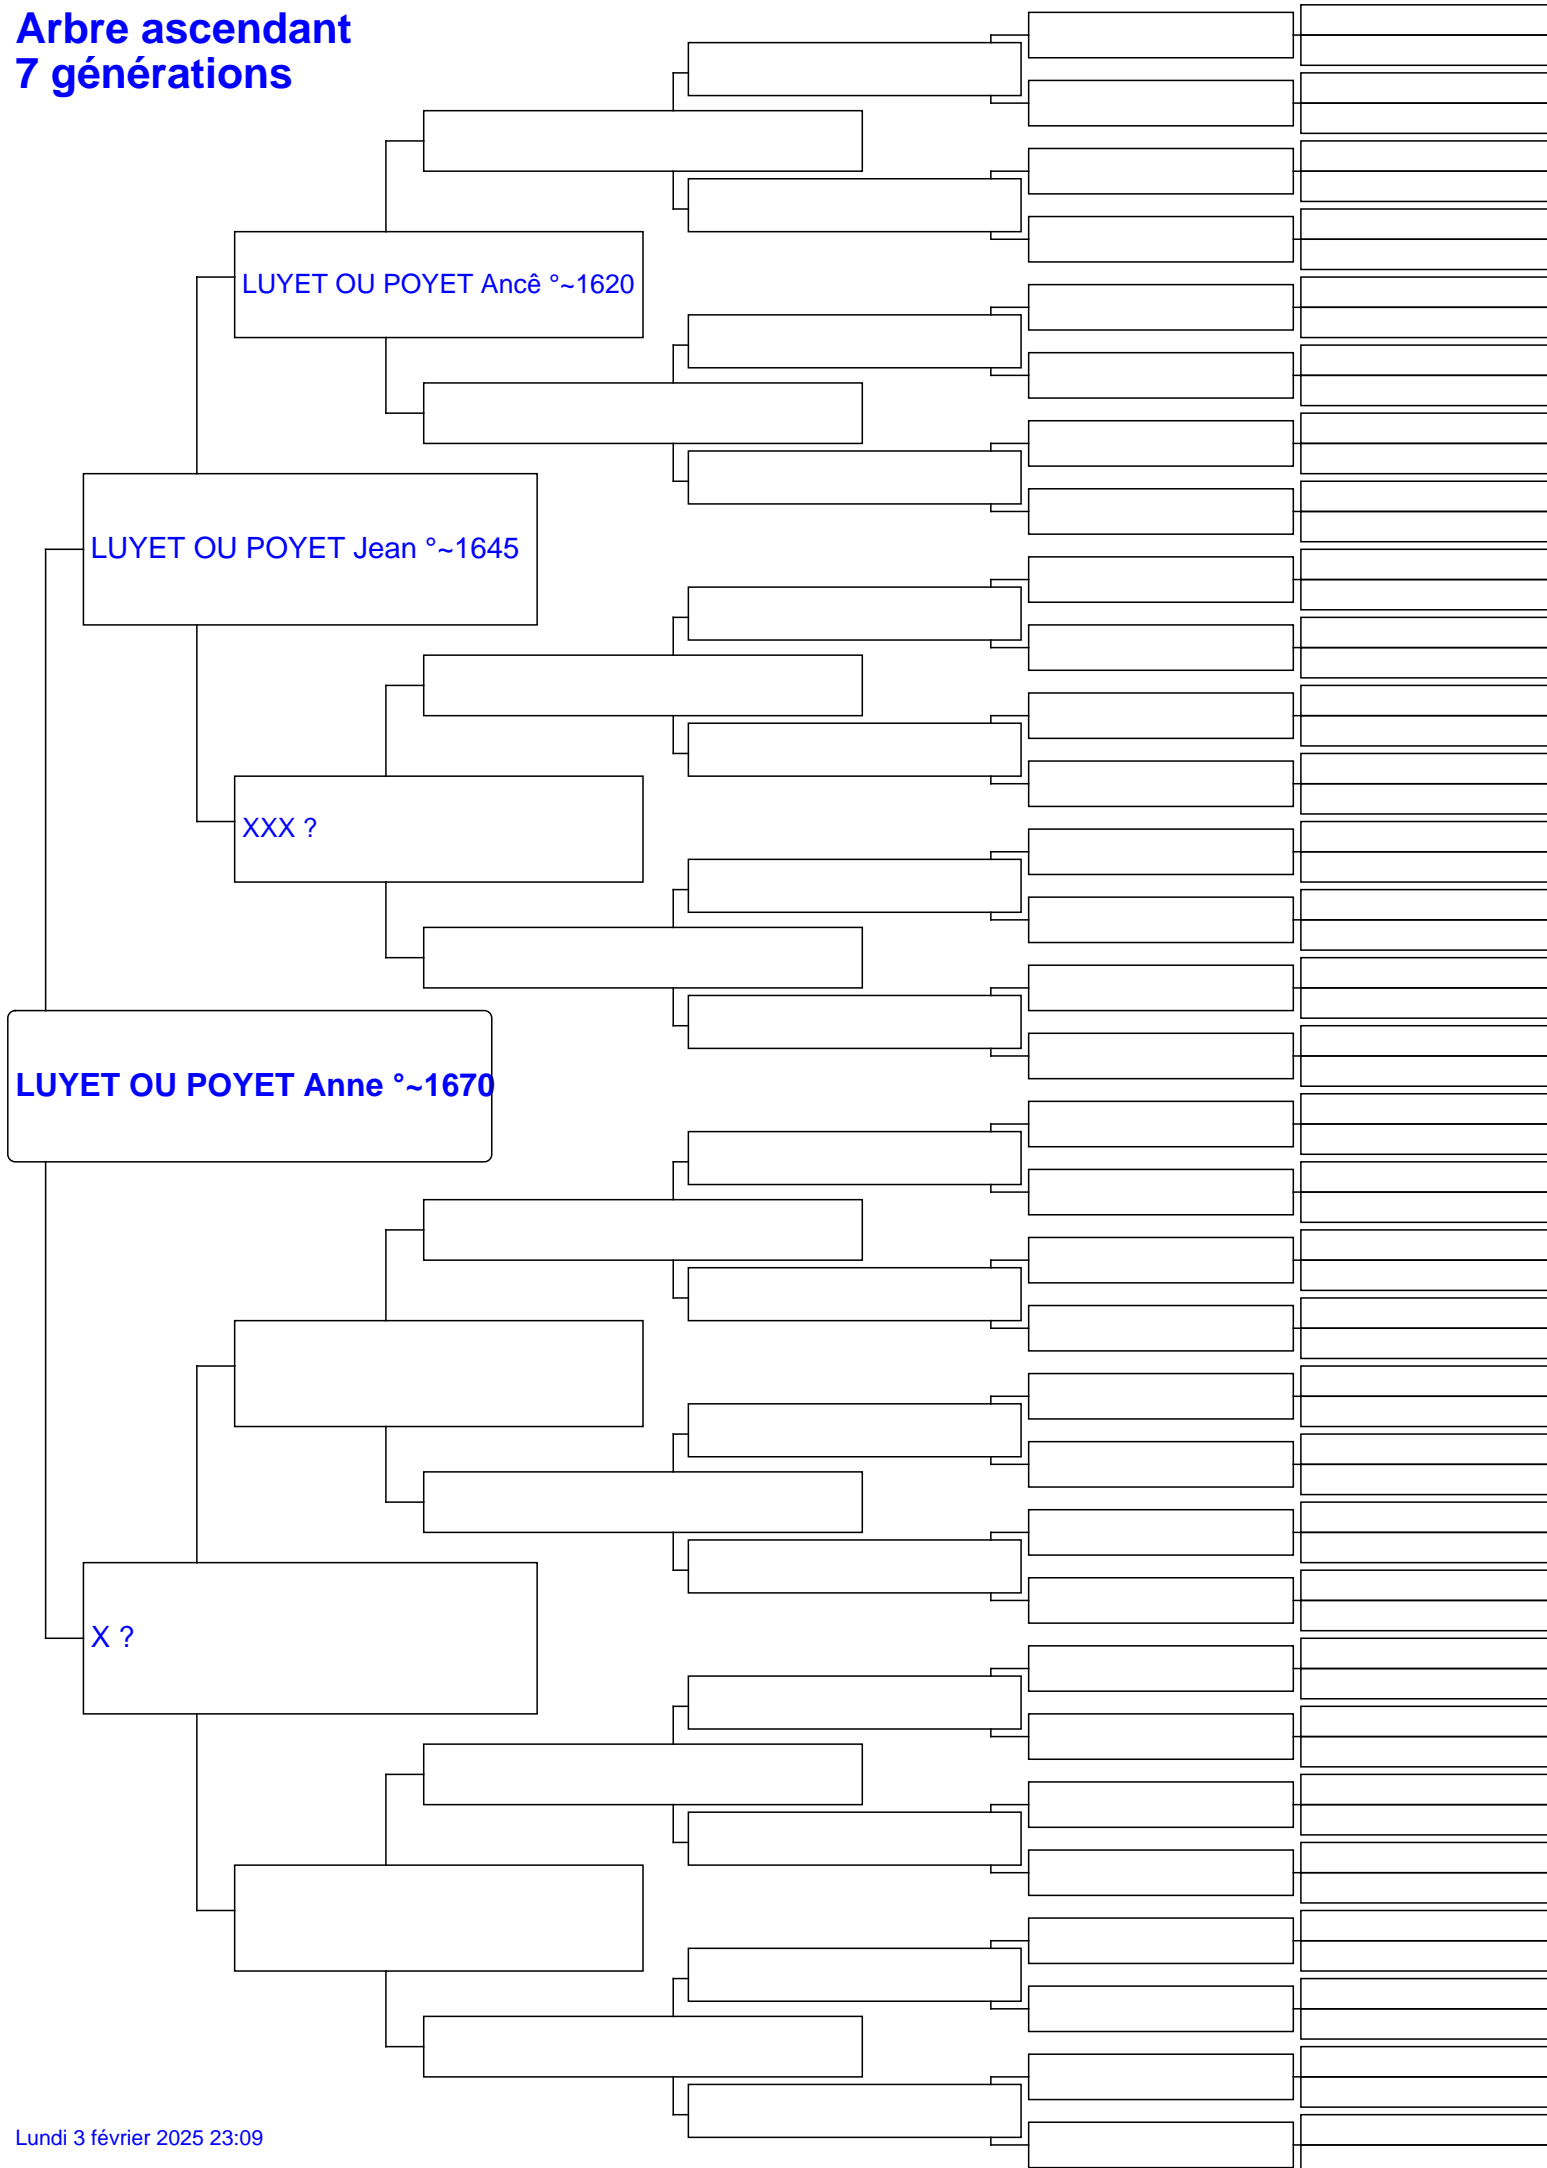 Arbre ascendant
7 générations
LUYET OU POYET Ancê °~1620
LUYET OU POYET Jean °~1645
XXX ?
LUYET OU POYET Anne °~1670
X ?
Lundi 3 février 2025 23:09